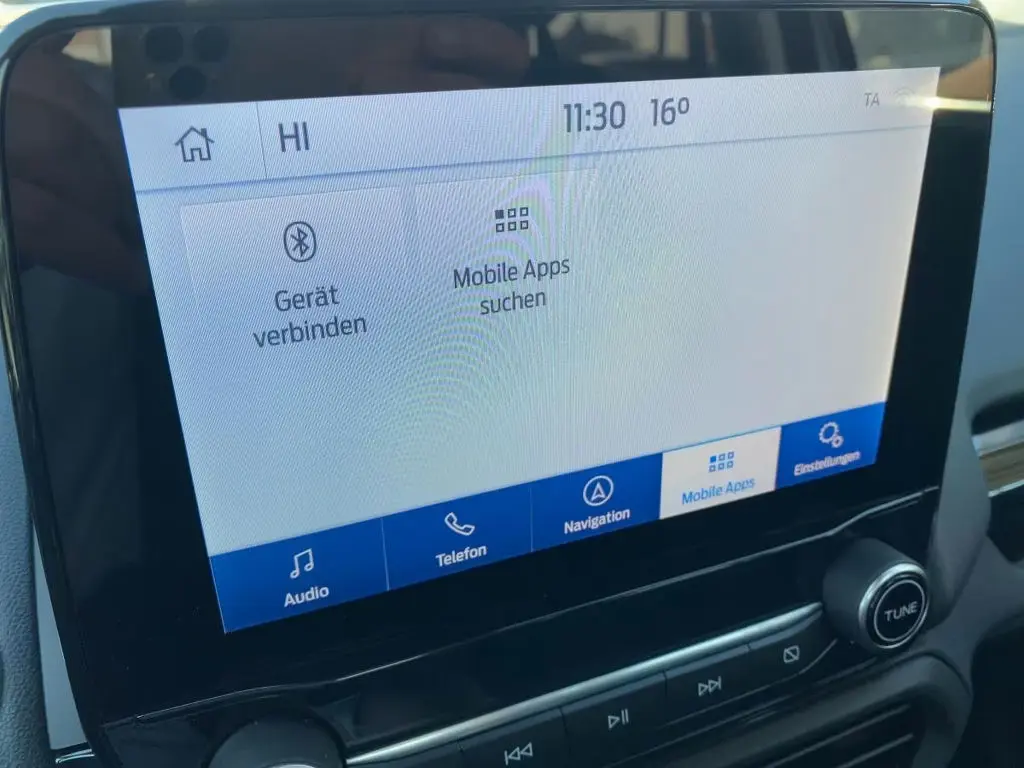 HI
11:30 16°
TA
Gerät
verbinden
Mobile Apps
suchen
Audio
Telefon
Navigation
Mobile Apps
Einstellungen
TUNE